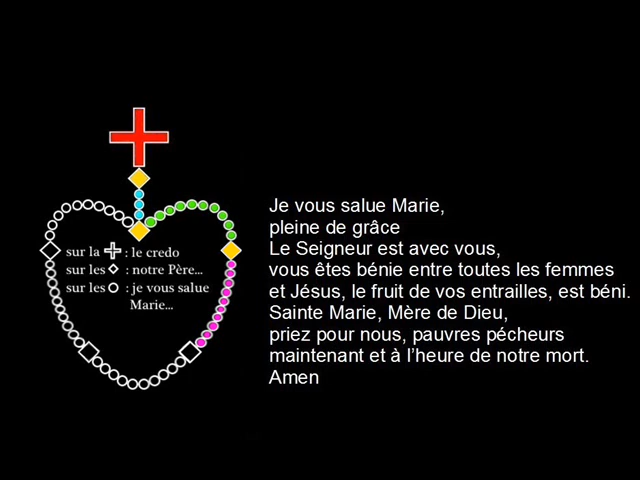 sur la : le credo
sur les : notre Père...
sur les : je vous salue
Marie...
Je vous salue Marie,
pleine de grâce
Le Seigneur est avec vous,
vous êtes bénie entre toutes les femmes
et Jésus, le fruit de vos entrailles, est béni.
Sainte Marie, Mère de Dieu,
priez pour nous, pauvres pécheurs
maintenant et à l’heure de notre mort.
Amen